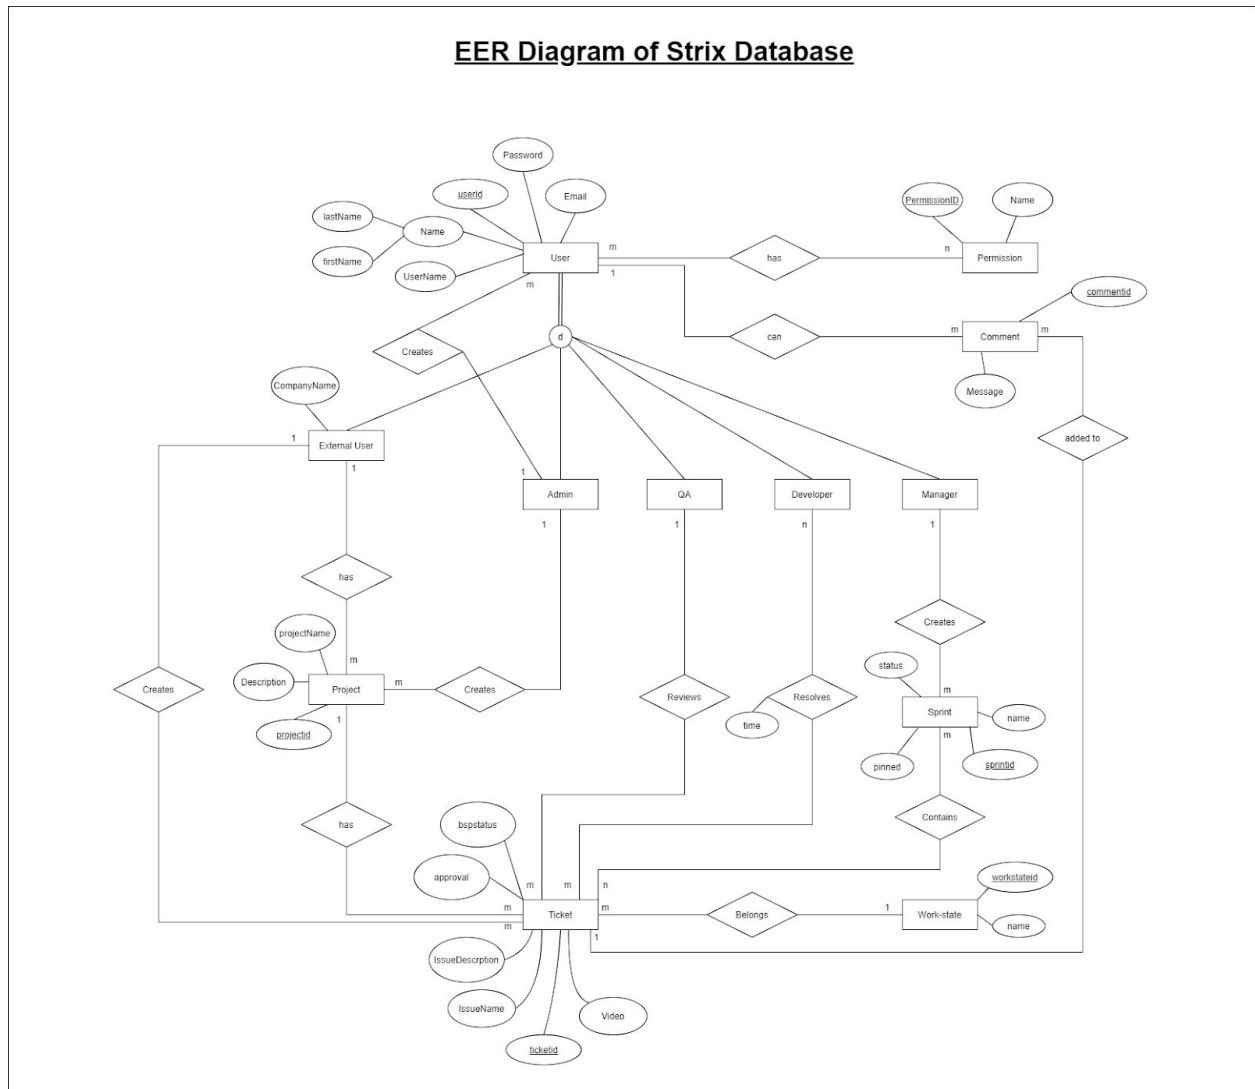 EER Diagram of Strix Database
Password
userid
Email
PermissionID
Name
lastName
Name
firstName
UserName
User
m
1
m
has
n
Permission
commentid
Creates
d
can
m
Comment
m
Message
CompanyName
External User
1
1
added to
1
Admin
1
QA
1
Developer
n
Manager
1
has
Creates
projectName
Description
Project
projectid
m
1
m
Creates
Creates
Reviews
Resolves
time
status
m
Sprint
m
name
pinned
sprintid
has
bspstatus
approval
Contains
workstateid
m
m
n
m
m
Ticket
m
1
Belongs
1
Work-state
name
IssueDescrption
IssueName
Video
ticketid